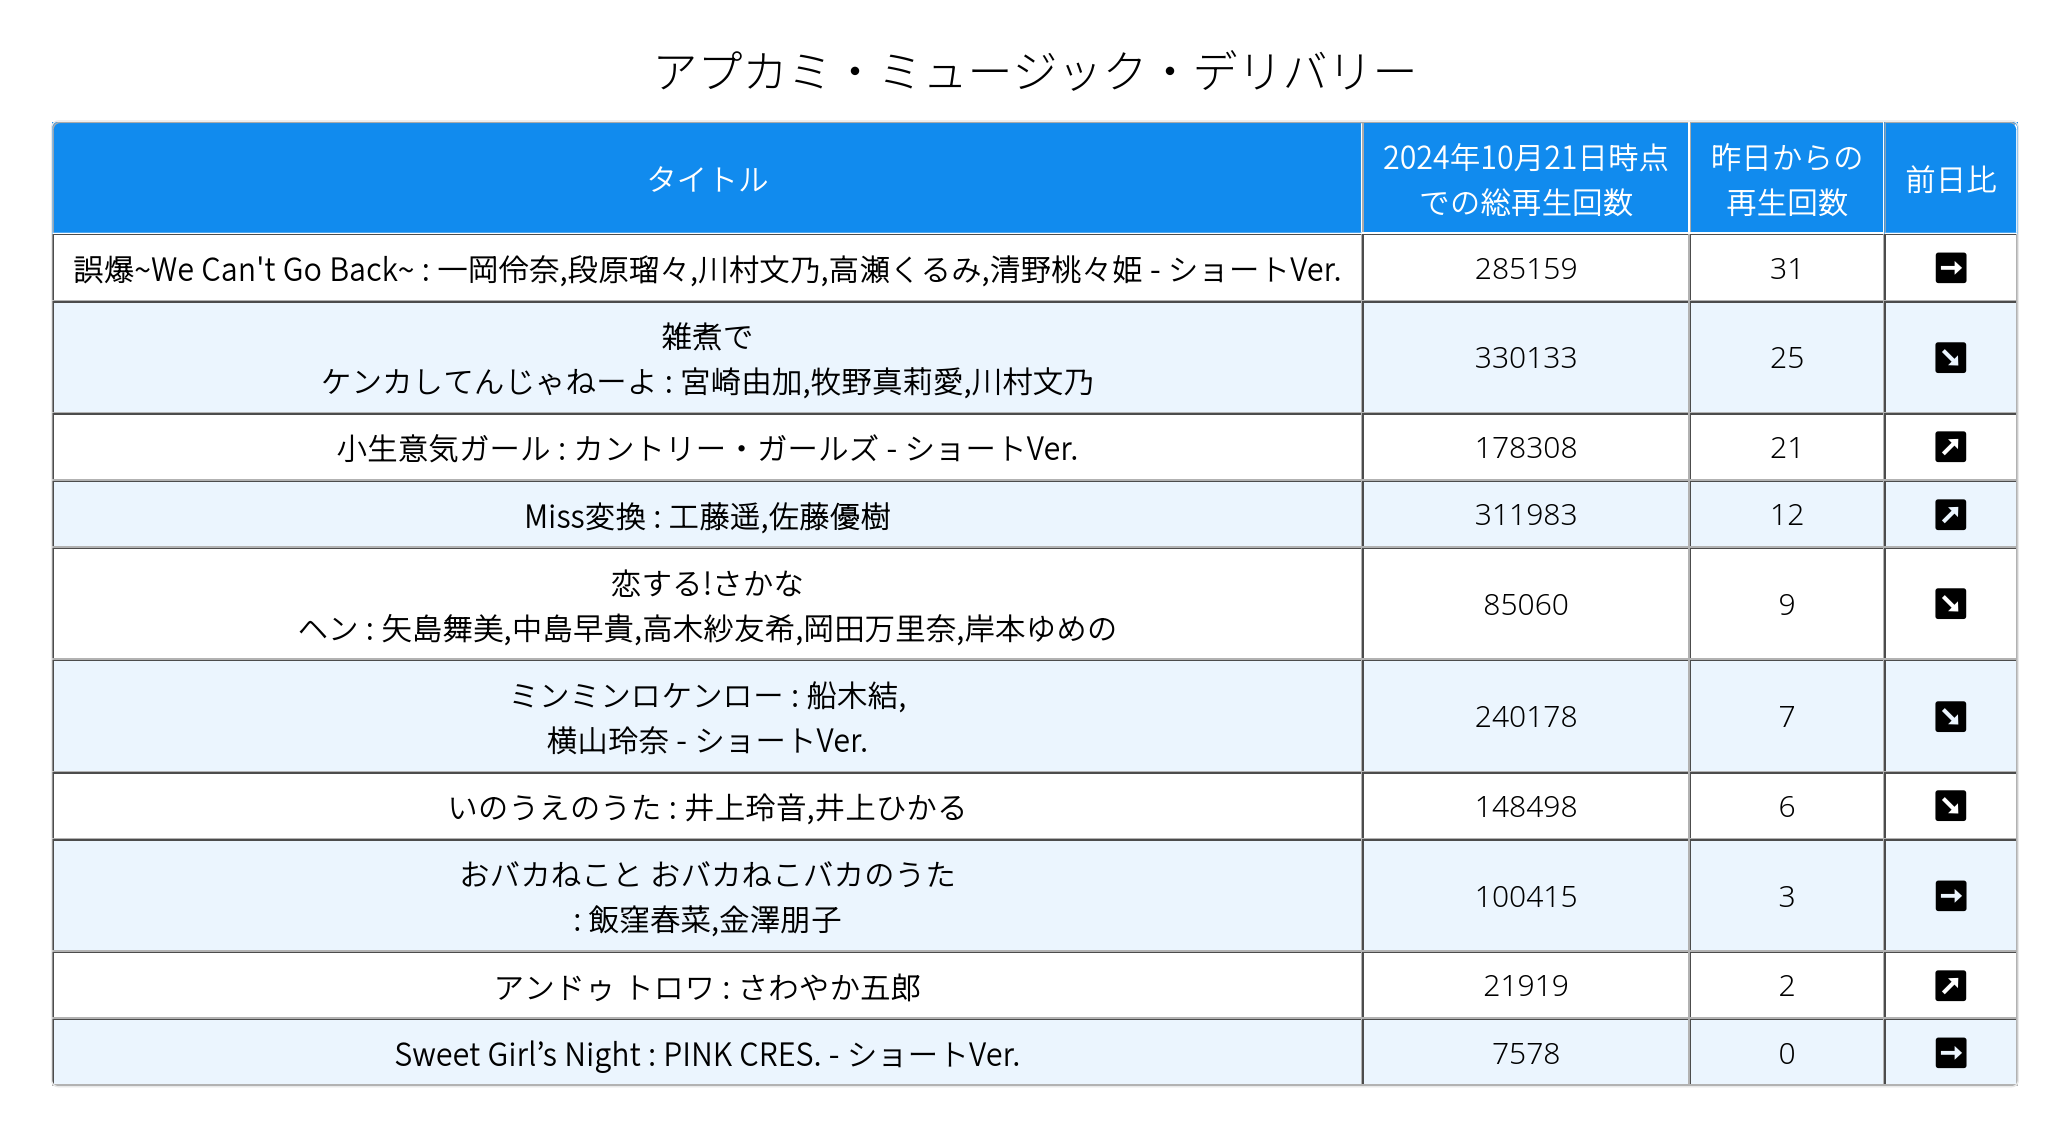 アプカミ・ミュージック・デリバリー
タイトル
2024年10月21日時点
での総再生回数
昨日からの
再生回数
前日比
誤爆~We Can't Go Back~ : 一岡伶奈,段原瑠々,川村文乃,高瀬くるみ,清野桃々姫 - ショートVer.
285159
31
➡
雑煮で
ケンカしてんじゃねーよ : 宮崎由加,牧野真莉愛,川村文乃
330133
25
↘
小生意気ガール : カントリー・ガールズ - ショートVer.
178308
21
↗
Miss変換 : 工藤遥,佐藤優樹
311983
12
↗
恋する!さかな
ヘン : 矢島舞美,中島早貴,高木紗友希,岡田万里奈,岸本ゆめの
85060
9
↘
ミンミンロケンロー : 船木結,
横山玲奈 - ショートVer.
240178
7
↘
いのうえのうた : 井上玲音,井上ひかる
148498
6
↘
おバカねこと おバカねこバカのうた
: 飯窪春菜,金澤朋子
100415
3
➡
アンドゥ トロワ : さわやか五郎
21919
2
↗
Sweet Girl’s Night : PINK CRES. - ショートVer.
7578
0
➡